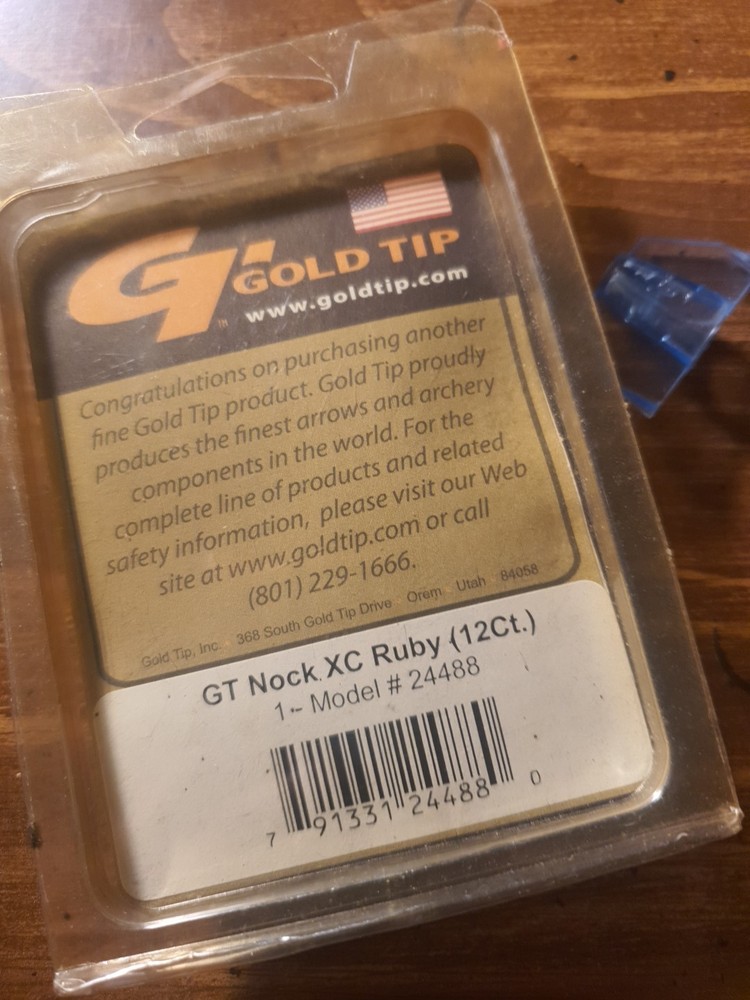 GT
GOLD TIP
™
www.goldtip.com
Congratulations on purchasing another
fine Gold Tip product. Gold Tip proudly
produces the finest arrows and archery
components in the world. For the
complete line of products and related
safety information, please visit our Web
site at www.goldtip.com or call
(801) 229-1666.
Gold Tip, Inc. 368 South Gold Tip Drive Orem Utah 84058
GT Nock XC Ruby (12Ct.)
1 - Model # 24488
7 91331 24488 0